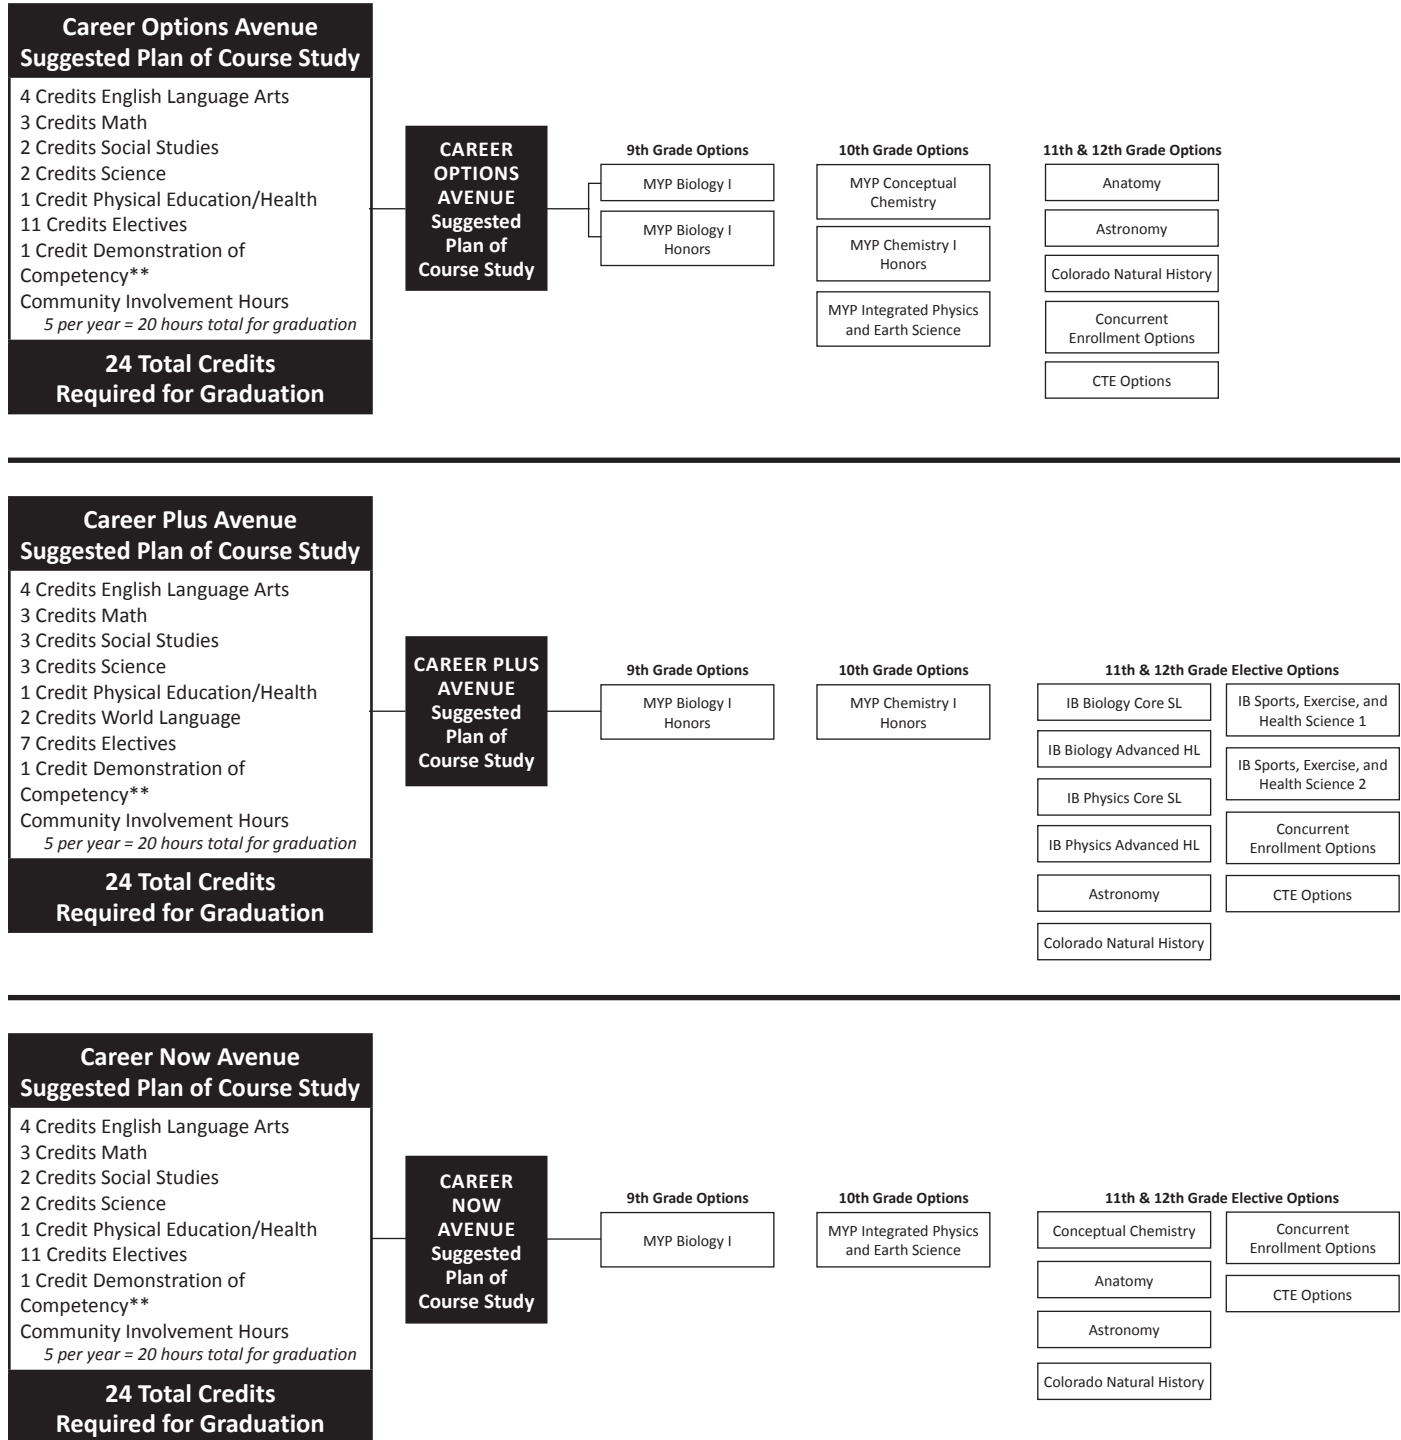 Career Options Avenue
Suggested Plan of Course Study
4 Credits English Language Arts
3 Credits Math
2 Credits Social Studies
2 Credits Science
1 Credit Physical Education/Health
11 Credits Electives
1 Credit Demonstration of
Competency**
Community Involvement Hours
5 per year = 20 hours total for graduation
24 Total Credits
Required for Graduation
CAREER
OPTIONS
AVENUE
Suggested
Plan of
Course Study
9th Grade Options
MYP Biology I
MYP Biology I
Honors
10th Grade Options
MYP Conceptual
Chemistry
MYP Chemistry I
Honors
MYP Integrated Physics
and Earth Science
11th & 12th Grade Options
Anatomy
Astronomy
Colorado Natural History
Concurrent
Enrollment Options
CTE Options
Career Plus Avenue
Suggested Plan of Course Study
4 Credits English Language Arts
3 Credits Math
3 Credits Social Studies
3 Credits Science
1 Credit Physical Education/Health
2 Credits World Language
7 Credits Electives
1 Credit Demonstration of
Competency**
Community Involvement Hours
5 per year = 20 hours total for graduation
24 Total Credits
Required for Graduation
CAREER PLUS
AVENUE
Suggested
Plan of
Course Study
9th Grade Options
MYP Biology I
Honors
10th Grade Options
MYP Chemistry I
Honors
11th & 12th Grade Elective Options
IB Biology Core SL
IB Biology Advanced HL
IB Physics Core SL
IB Physics Advanced HL
Astronomy
Colorado Natural History
IB Sports, Exercise, and
Health Science 1
IB Sports, Exercise, and
Health Science 2
Concurrent
Enrollment Options
CTE Options
Career Now Avenue
Suggested Plan of Course Study
4 Credits English Language Arts
3 Credits Math
2 Credits Social Studies
2 Credits Science
1 Credit Physical Education/Health
11 Credits Electives
1 Credit Demonstration of
Competency**
Community Involvement Hours
5 per year = 20 hours total for graduation
24 Total Credits
Required for Graduation
CAREER
NOW
AVENUE
Suggested
Plan of
Course Study
9th Grade Options
MYP Biology I
10th Grade Options
MYP Integrated Physics
and Earth Science
11th & 12th Grade Elective Options
Conceptual Chemistry
Anatomy
Astronomy
Colorado Natural History
Concurrent
Enrollment Options
CTE Options